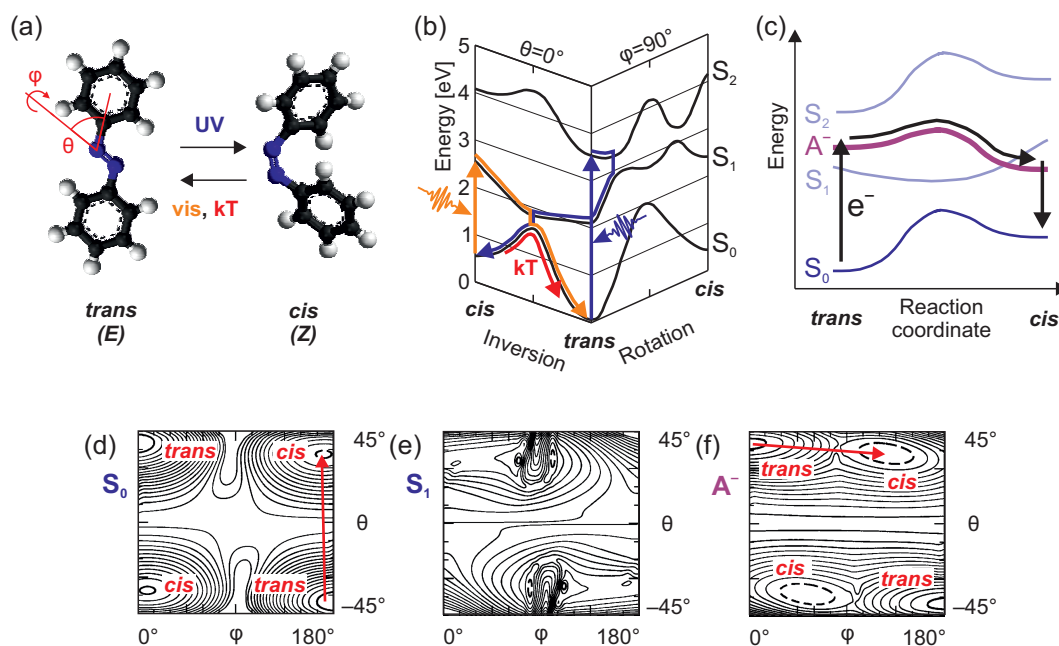 (a)
φ
θ
UV
vis, kT
trans
(E)
cis
(Z)
(b)
θ=0°
φ=90°
Energy [eV]
5
4
3
2
1
0
S2
S1
S0
kT
cis
trans
cis
Inversion
Rotation
(c)
Energy
S2
A−
S1
e−
S0
trans
Reaction
coordinate
cis
(d)
S0
trans
cis
cis
trans
45°
θ
−45°
0°
φ
180°
(e)
S1
45°
θ
−45°
0°
φ
180°
(f)
A−
trans
cis
cis
trans
45°
θ
−45°
0°
φ
180°